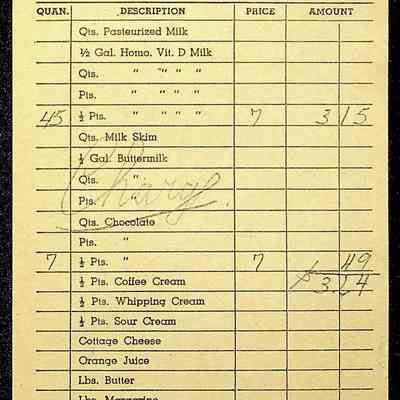 QUAN. DESCRIPTION PRICE AMOUNT
Qts. Pasteurized Milk
½ Gal. Homo. Vit. D Milk
Qts. " " " "
Pts. " " " "
45 ½ Pts. " " " " 7 3 15
Qts. Milk Skim
½ Gal. Buttermilk
Qts. "
Charge.
Pts. "
Qts. Chocolate
Pts. "
7 ½ Pts. " 7 49
½ Pts. Coffee Cream 3.64
½ Pts. Whipping Cream
½ Pts. Sour Cream
Cottage Cheese
Orange Juice
Lbs. Butter
Lbs. Margarine